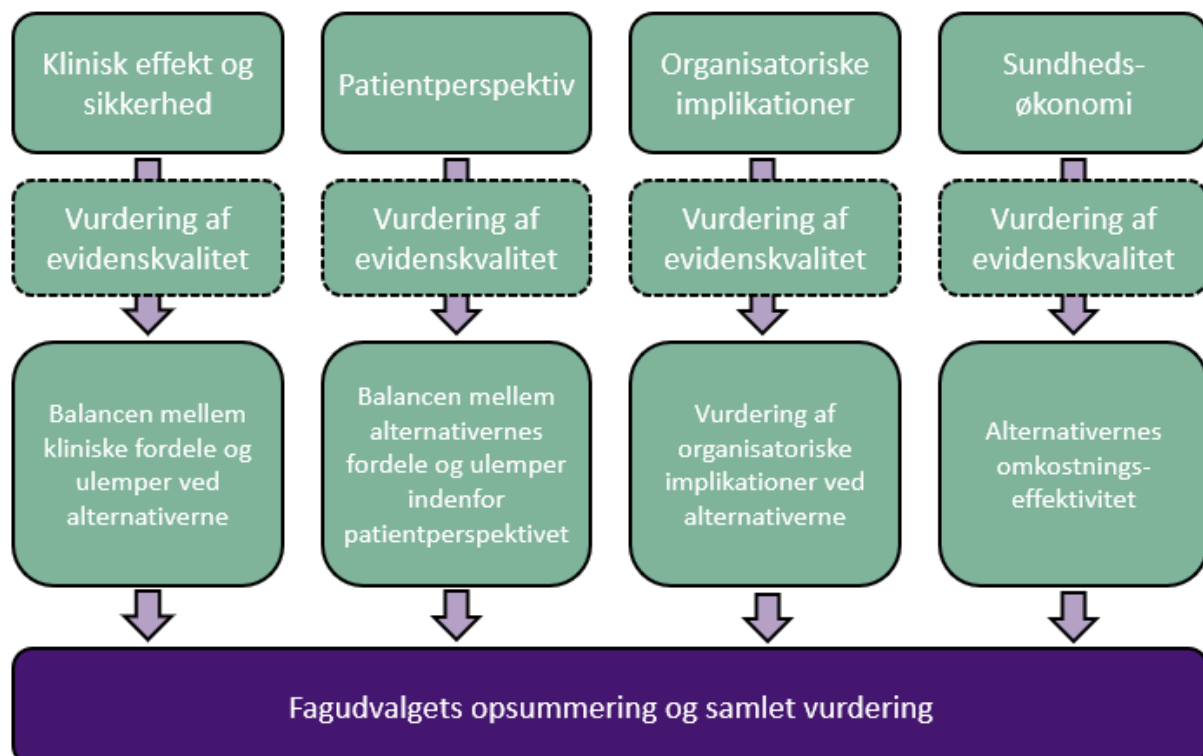 Klinisk effekt og
sikkerhed
Patientperspektiv
Organisatoriske
implikationer
Sundheds-
økonomi
Vurdering af
evidenskvalitet
Vurdering af
evidenskvalitet
Vurdering af
evidenskvalitet
Vurdering af
evidenskvalitet
Balancen mellem
kliniske fordele og
ulemper ved
alternativerne
Balancen mellem
alternativernes
fordele og ulemper
indenfor
patientperspektivet
Vurdering af
organisatoriske
implikationer ved
alternativerne
Alternativernes
omkostnings-
effektivitet
Fagudvalgets opsummering og samlet vurdering